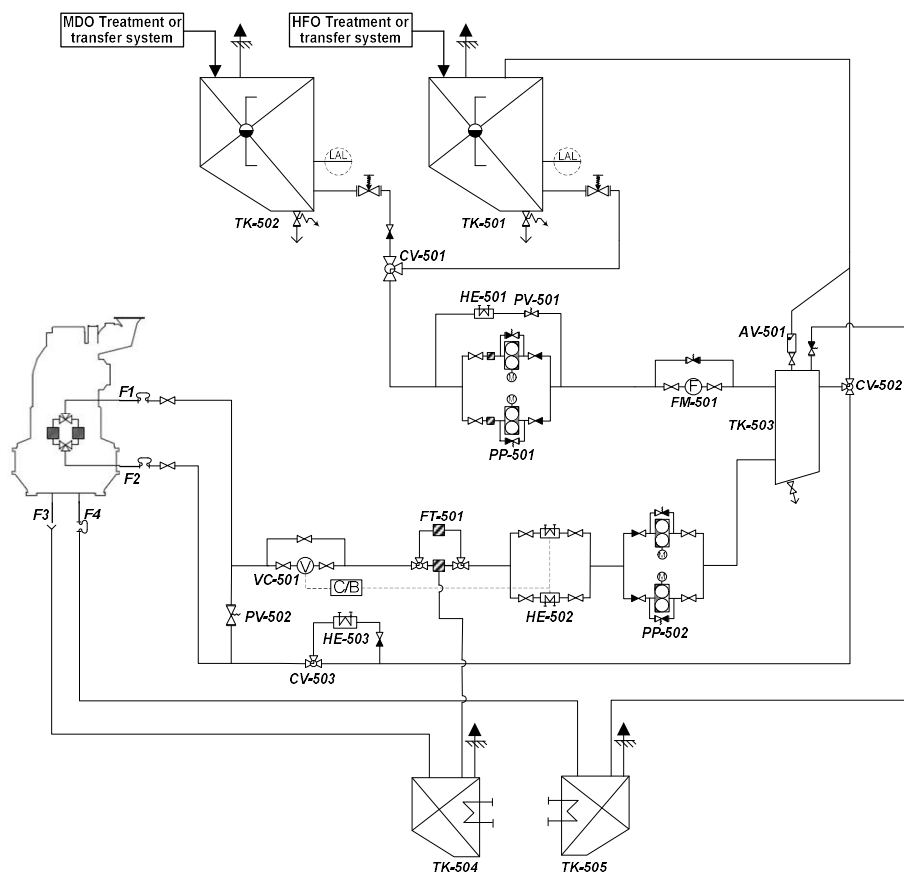 MDO Treatment or
transfer system
HFO Treatment or
transfer system
LAL
LAL
TK-502
TK-501
CV-501
HE-501
PV-501
AV-501
M
F
CV-502
F1
M
FM-501
TK-503
PP-501
F2
F3
F4
FT-501
M
V
VC-501
C/B
M
HE-502
PP-502
PV-502
HE-503
CV-503
TK-504
TK-505